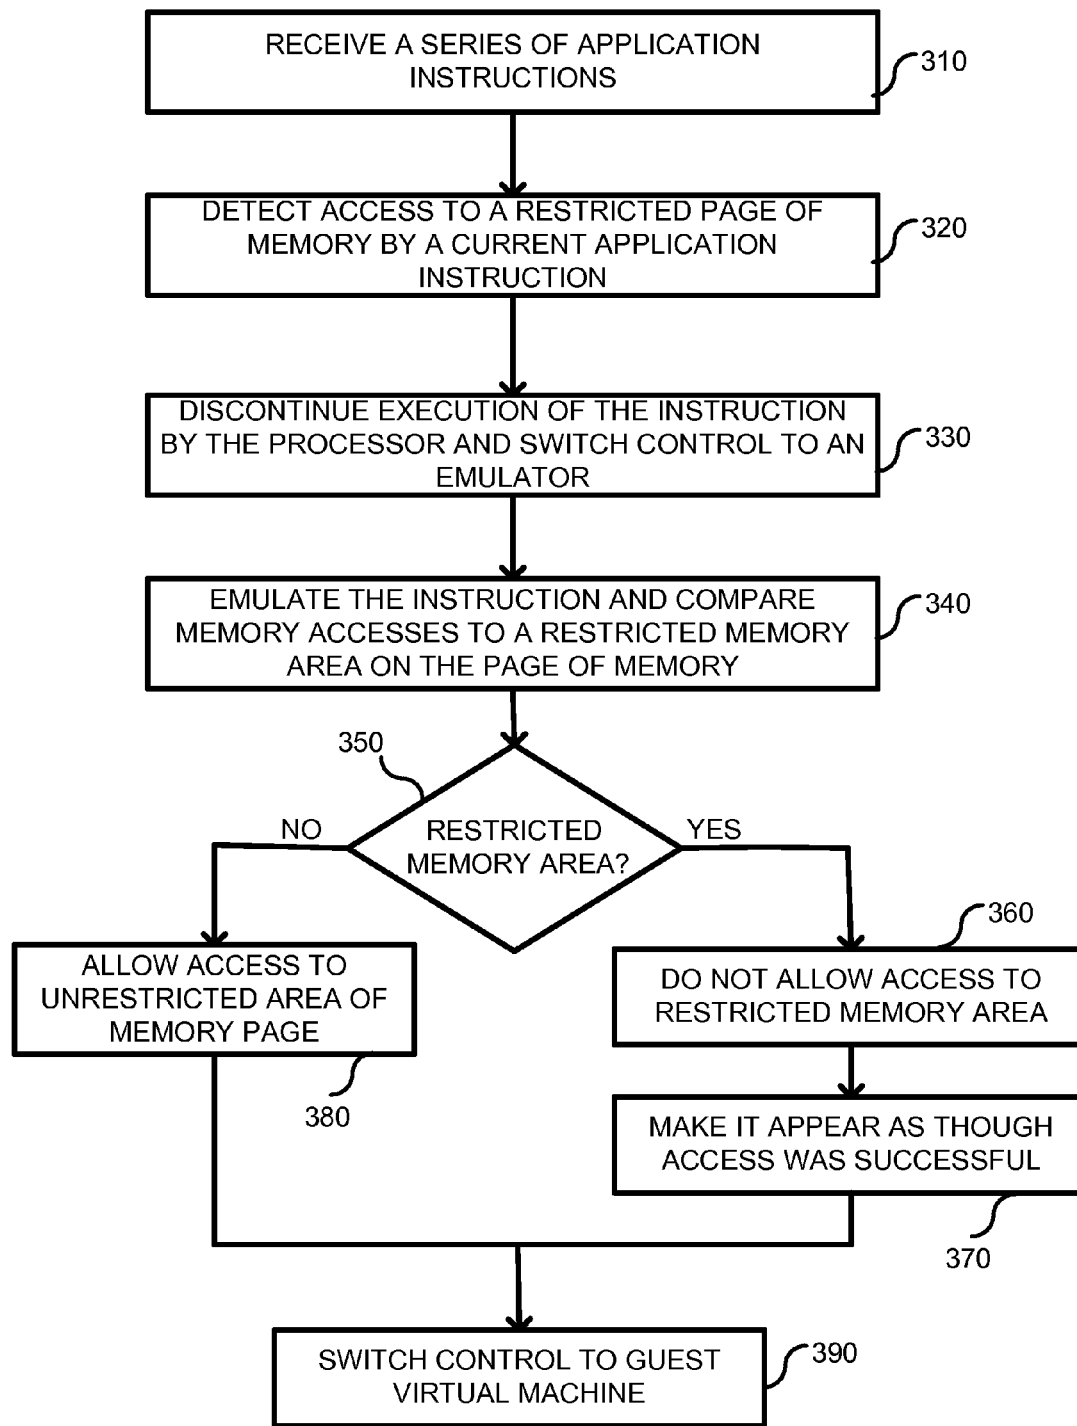 RECEIVE A SERIES OF APPLICATION
INSTRUCTIONS
310
DETECT ACCESS TO A RESTRICTED PAGE OF
MEMORY BY A CURRENT APPLICATION
INSTRUCTION
320
DISCONTINUE EXECUTION OF THE INSTRUCTION
BY THE PROCESSOR AND SWITCH CONTROL TO AN
EMULATOR
330
EMULATE THE INSTRUCTION AND COMPARE
MEMORY ACCESSES TO A RESTRICTED MEMORY
AREA ON THE PAGE OF MEMORY
340
350
RESTRICTED
MEMORY AREA?
NO
YES
ALLOW ACCESS TO
UNRESTRICTED AREA OF
MEMORY PAGE
380
360
DO NOT ALLOW ACCESS TO
RESTRICTED MEMORY AREA
MAKE IT APPEAR AS THOUGH
ACCESS WAS SUCCESSFUL
370
SWITCH CONTROL TO GUEST
VIRTUAL MACHINE
390